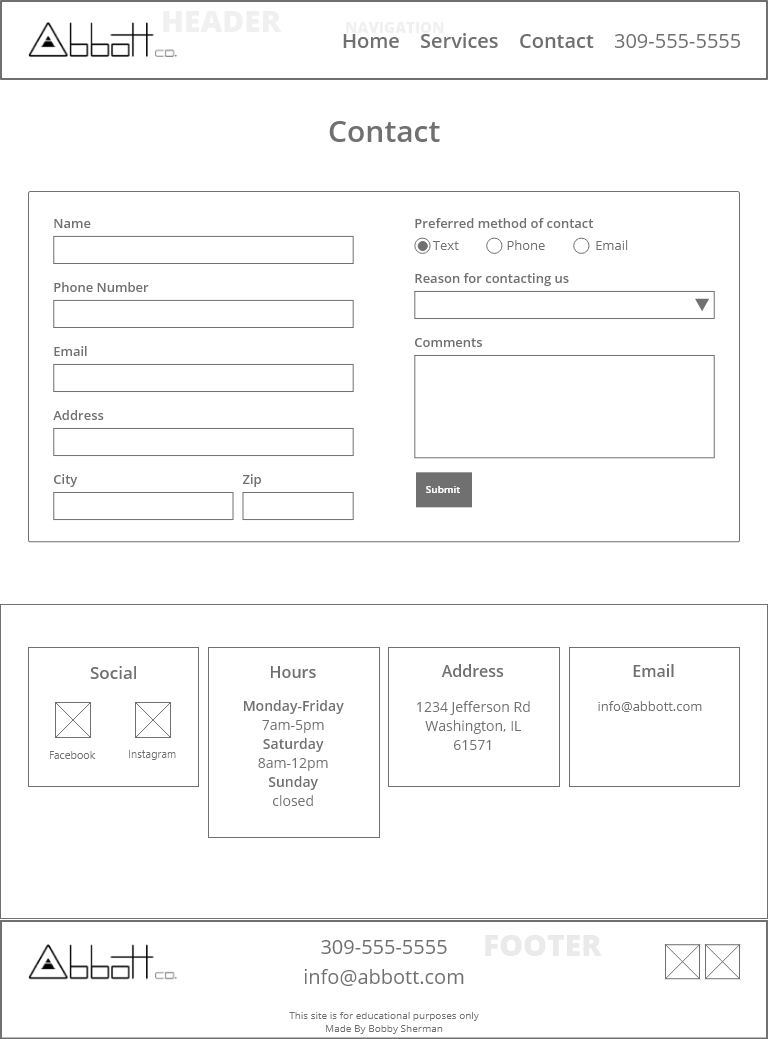 Abbott co.
HEADER
NAVIGATION
Home Services Contact 309-555-5555
Contact
Name
Phone Number
Email
Address
City Zip
Preferred method of contact
Text Phone Email
Reason for contacting us
Comments
Submit
Social
Facebook Instagram
Hours
Monday-Friday
7am-5pm
Saturday
8am-12pm
Sunday
closed
Address
1234 Jefferson Rd
Washington, IL
61571
Email
info@abbott.com
Abbott co.
309-555-5555
info@abbott.com
FOOTER
This site is for educational purposes only
Made By Bobby Sherman